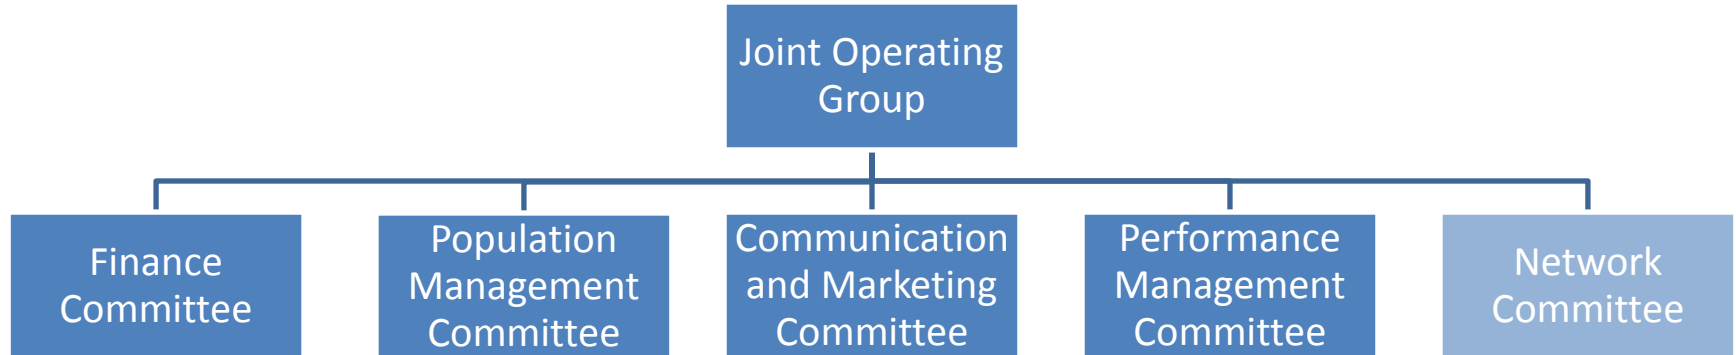 Joint Operating
Group
Finance
Committee
Population
Management
Committee
Communication
and Marketing
Committee
Performance
Management
Committee
Network
Committee